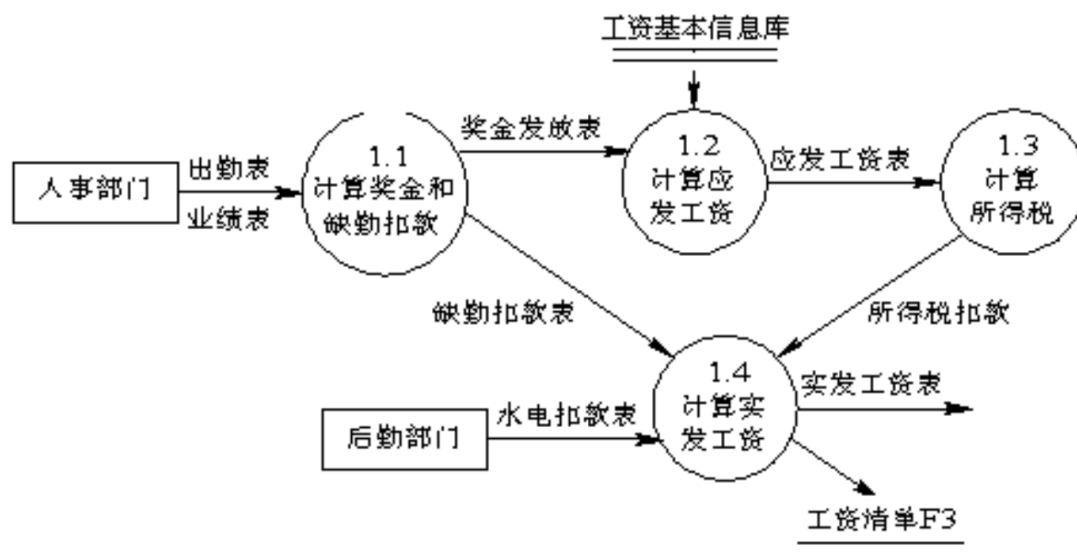 工资基本信息库
奖金发放表
1.1
计算奖金和
缺勤扣款
1.2
计算应
发工资
应发工资表
1.3
计算
所得税
人事部门
出勤表
业绩表
缺勤扣款表
所得税扣款
1.4
计算实
发工资
实发工资表
后勤部门
水电扣款表
工资清单F3